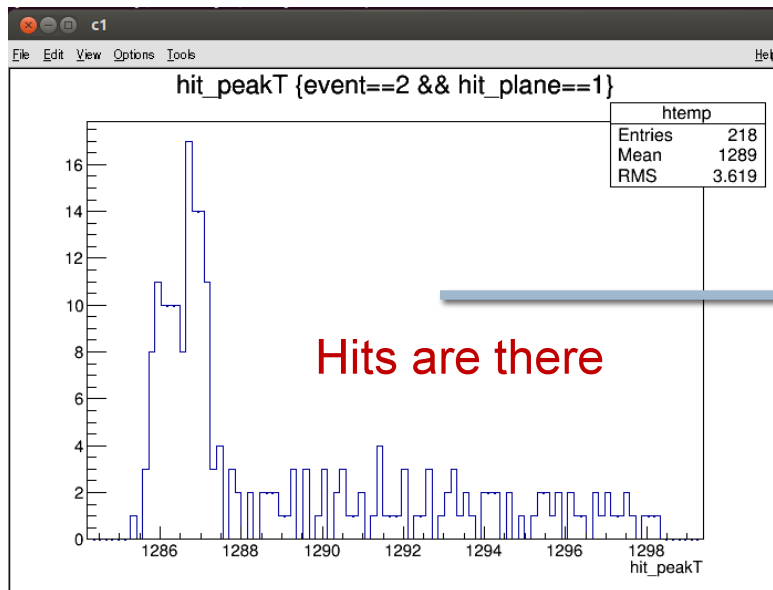 c1
File Edit View Options Tools Help
hit_peakT {event==2 && hit_plane==1}
htemp
Entries 218
Mean 1289
RMS 3.619
16
14
12
10
8
6
4
2
0
Hits are there
1286 1288 1290 1292 1294 1296 1298
hit_peakT